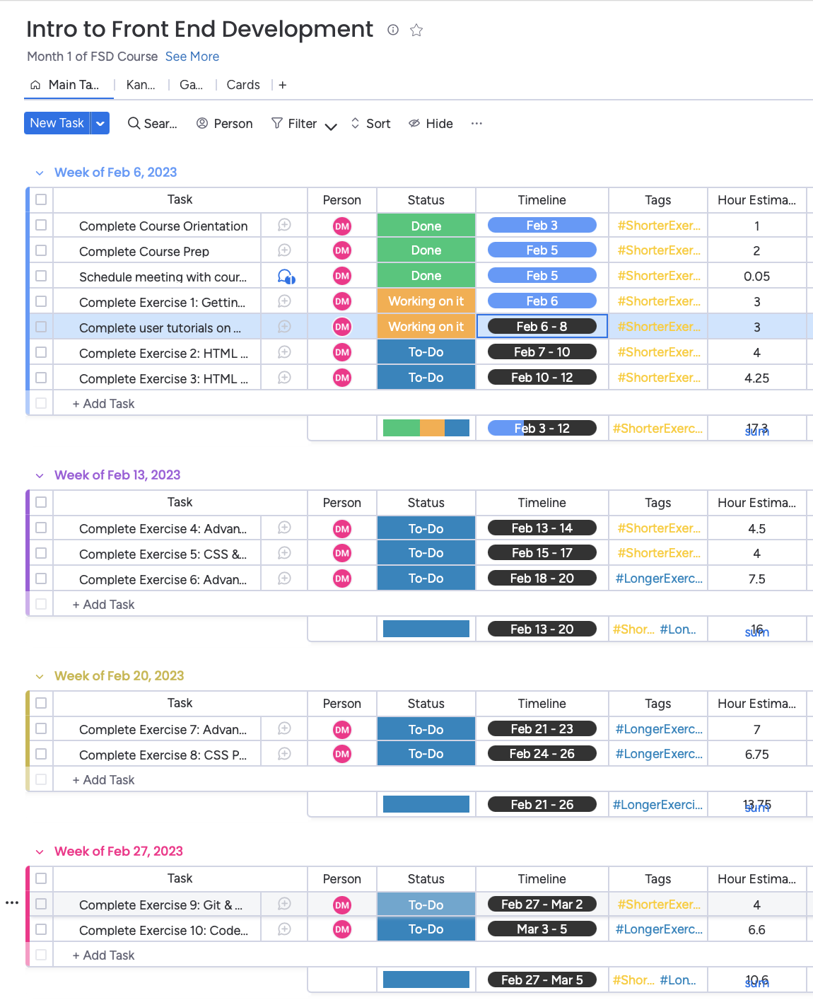 Intro to Front End Development
Month 1 of FSD Course See More
Main Ta... Kan... Ga... Cards +
New Task Sear... Person Filter Sort Hide ...
Week of Feb 6, 2023
Task Person Status Timeline Tags Hour Estima...
Complete Course Orientation DM Done Feb 3 #ShorterExer... 1
Complete Course Prep DM Done Feb 5 #ShorterExer... 2
Schedule meeting with cour... 1 DM Done Feb 5 #ShorterExer... 0.05
Complete Exercise 1: Gettin... DM Working on it Feb 6 #ShorterExer... 3
Complete user tutorials on ... DM Working on it Feb 6 - 8 #ShorterExer... 3
Complete Exercise 2: HTML ... DM To-Do Feb 7 - 10 #ShorterExer... 4
Complete Exercise 3: HTML ... DM To-Do Feb 10 - 12 #ShorterExer... 4.25
+ Add Task
Feb 3 - 12 #ShorterExerc... 17.3 sum
Week of Feb 13, 2023
Task Person Status Timeline Tags Hour Estima...
Complete Exercise 4: Advan... DM To-Do Feb 13 - 14 #ShorterExer... 4.5
Complete Exercise 5: CSS &... DM To-Do Feb 15 - 17 #ShorterExer... 4
Complete Exercise 6: Advan... DM To-Do Feb 18 - 20 #LongerExerc... 7.5
+ Add Task
Feb 13 - 20 #Shor... #Lon... 16 sum
Week of Feb 20, 2023
Task Person Status Timeline Tags Hour Estima...
Complete Exercise 7: Advan... DM To-Do Feb 21 - 23 #LongerExerc... 7
Complete Exercise 8: CSS P... DM To-Do Feb 24 - 26 #LongerExerc... 6.75
+ Add Task
Feb 21 - 26 #LongerExerci... 13.75 sum
Week of Feb 27, 2023
Task Person Status Timeline Tags Hour Estima...
Complete Exercise 9: Git & ... DM To-Do Feb 27 - Mar 2 #ShorterExer... 4
Complete Exercise 10: Code... DM To-Do Mar 3 - 5 #LongerExerc... 6.6
+ Add Task
Feb 27 - Mar 5 #Shor... #Lon... 10.6 sum